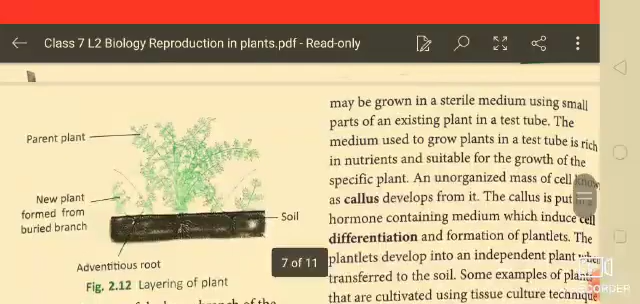 Class 7 L2 Biology Reproduction in plants.pdf - Read-only
Parent plant
New plant
formed from
buried branch
Soil
Adventitious root
Fig. 2.12 Layering of plant
7 of 11
may be grown in a sterile medium using small
parts of an existing plant in a test tube. The
medium used to grow plants in a test tube is rich
in nutrients and suitable for the growth of the
specific plant. An unorganized mass of cell known
as callus develops from it. The callus is put in a
hormone containing medium which induce cell
differentiation and formation of plantlets. The
plantlets develop into an independent plant when
transferred to the soil. Some examples of plants
that are cultivated using tissue culture technique
RECORDER